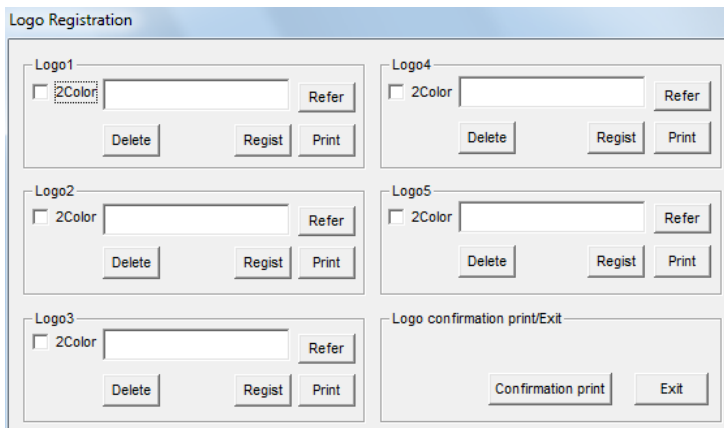 Logo Registration
Logo1
2Color
Refer
Delete Regist Print
Logo4
2Color
Refer
Delete Regist Print
Logo2
2Color
Refer
Delete Regist Print
Logo5
2Color
Refer
Delete Regist Print
Logo3
2Color
Refer
Delete Regist Print
Logo confirmation print/Exit
Confirmation print Exit